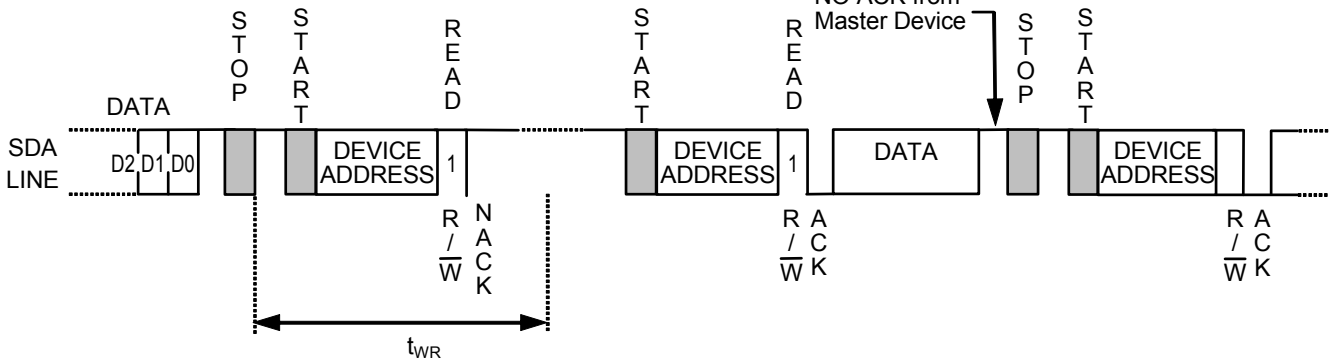 NO ACK from
Master Device
STOP
START
READ
START
READ
STOP
START
DATA
SDA
LINE
D2 D1 D0
DEVICE
ADDRESS
1
DEVICE
ADDRESS
1
DATA
DEVICE
ADDRESS
R/W
NACK
R/W
ACK
R/W
ACK
tWR